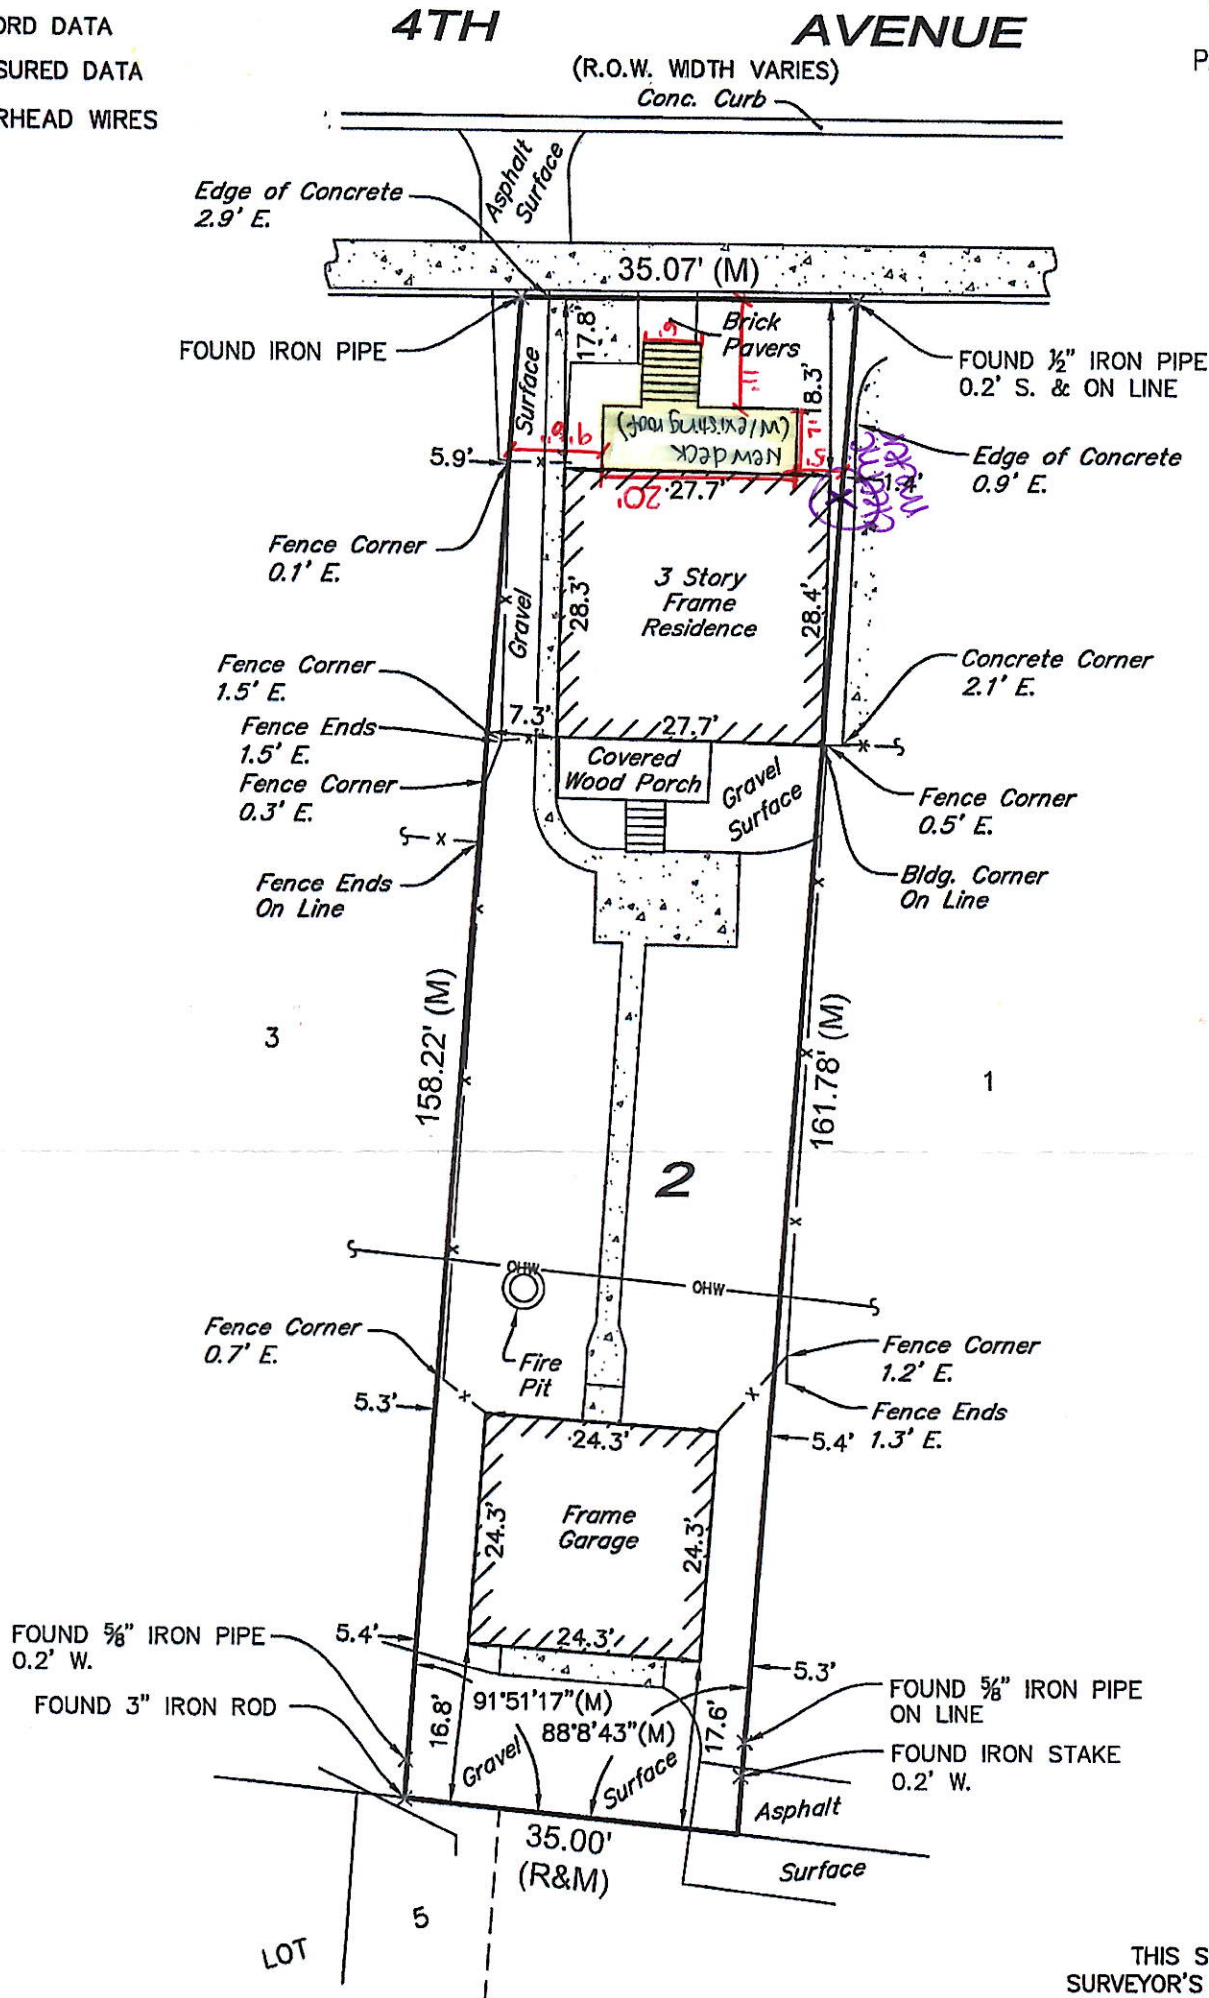 ORD DATA
SURED DATA
RHEAD WIRES
4TH AVENUE
(R.O.W. WIDTH VARIES)
P
Conc. Curb
Asphalt
Surface
Edge of Concrete
2.9' E.
35.07' (M)
FOUND IRON PIPE
FOUND ½" IRON PIPE
0.2' S. & ON LINE
17.8'
6'
Brick
Pavers
11'
18.3'
Surface
9'6"
New deck
(w/existing roof)
7'
5'
5.9'
20'
27.7'
1.4'
Edge of Concrete
0.9' E.
Fence Corner
0.1' E.
3 Story
Frame
Residence
28.3'
28.4'
Gravel
Fence Corner
1.5' E.
Fence Ends
1.5' E.
Fence Corner
0.3' E.
7.3'
27.7'
Concrete Corner
2.1' E.
Covered
Wood Porch
Gravel
Surface
Fence Corner
0.5' E.
Bldg. Corner
On Line
Fence Ends
On Line
158.22' (M)
161.78' (M)
3
1
2
OHW
OHW
Fire
Pit
Fence Corner
0.7' E.
Fence Corner
1.2' E.
Fence Ends
1.3' E.
5.3'
5.4'
24.3'
Frame
Garage
24.3'
24.3'
24.3'
5.4'
5.3'
FOUND ⅝" IRON PIPE
0.2' W.
FOUND 3" IRON ROD
FOUND ⅝" IRON PIPE
ON LINE
FOUND IRON STAKE
0.2' W.
91°51'17"(M)
88°8'43"(M)
16.8'
17.6'
Gravel
Surface
Asphalt
Surface
35.00'
(R&M)
5
LOT
THIS S
SURVEYOR'S